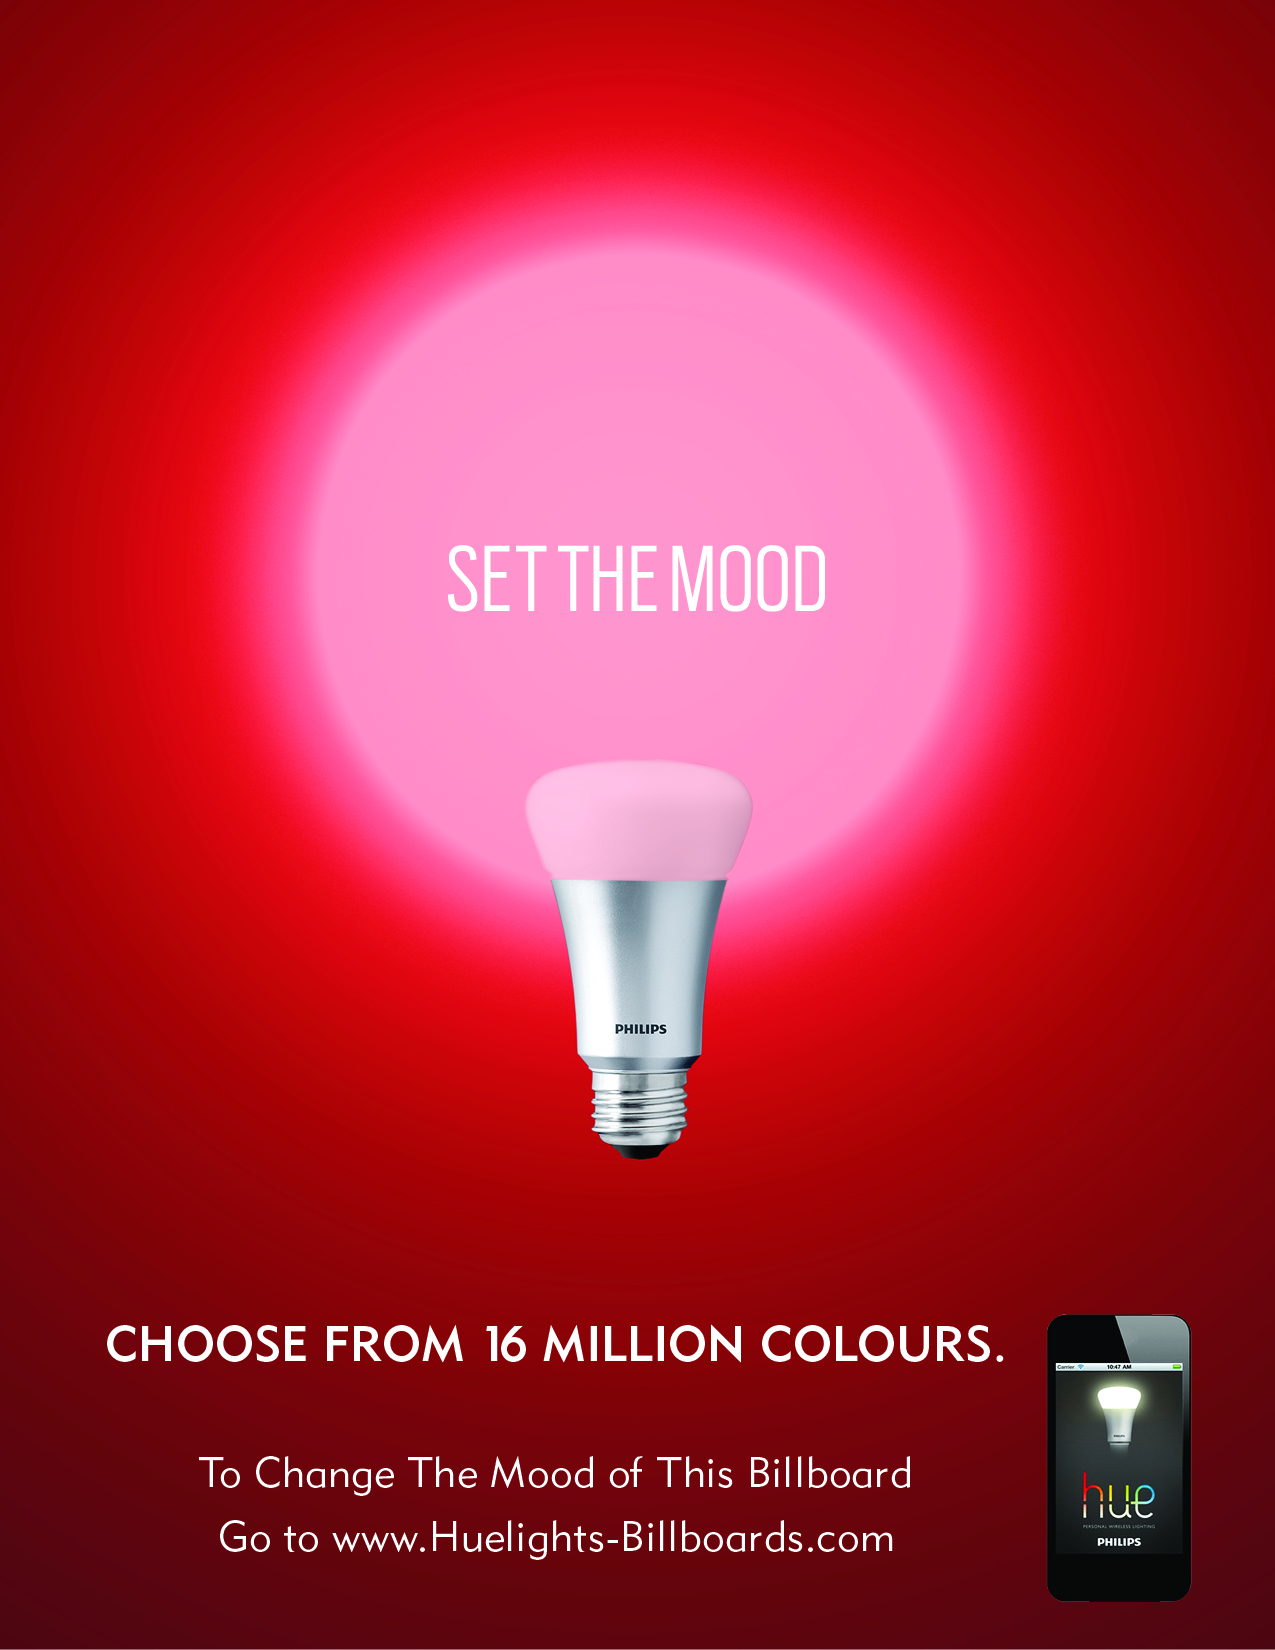 SET THE MOOD
PHILIPS
CHOOSE FROM 16 MILLION COLOURS.
To Change The Mood of This Billboard
Go to www.Huelights-Billboards.com
Carrier 10:47 AM
PHILIPS
hue
PERSONAL WIRELESS LIGHTING
PHILIPS